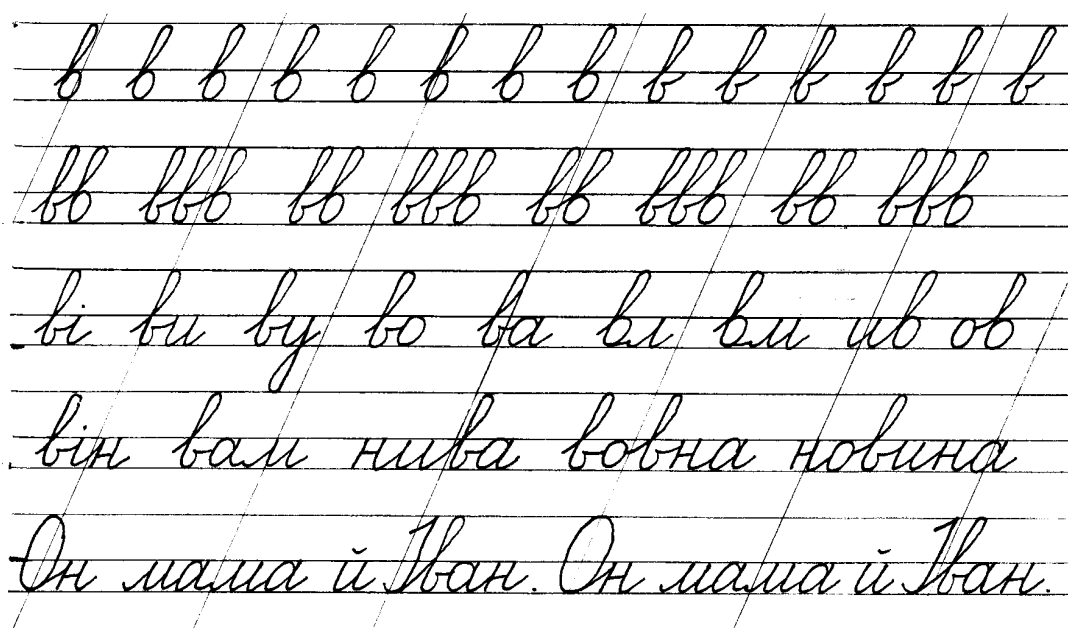 в в в в в в в в в в в в в в
вв ввв вв ввв вв ввв вв ввв
ві ви ву во ва вл вм ив ов
він вам нива вовна новина
Он мама й Іван. Он мама й Іван.